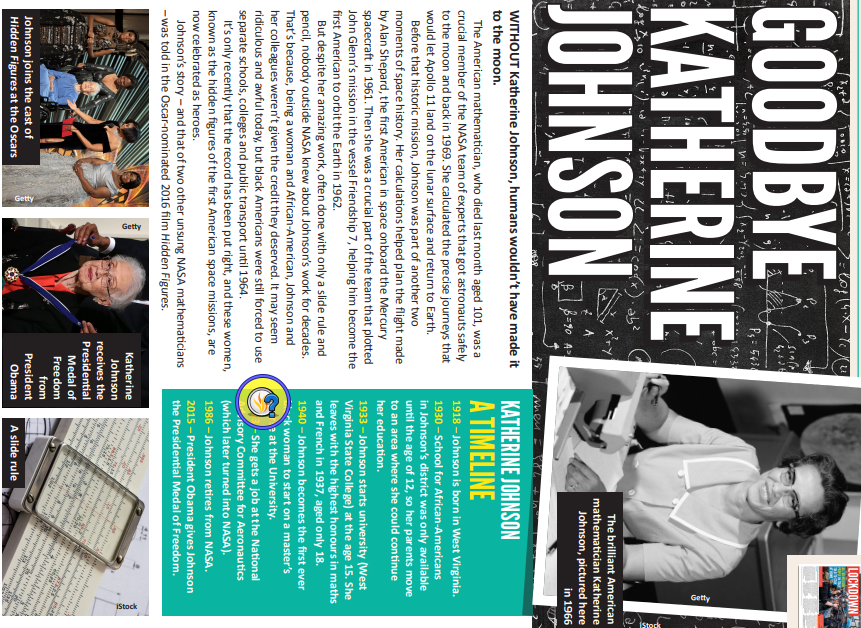 GOODBYE
KATHERINE
JOHNSON
WITHOUT Katherine Johnson, humans wouldn't have made it
to the moon.
The American mathematician, who died last month aged 101, was a
crucial member of the NASA team of experts that got astronauts safely
to the moon and back in 1969. She calculated the precise journeys that
would let Apollo 11 land on the lunar surface and return to Earth.
Before that historic mission, Johnson was part of another two
moments of space history. Her calculations helped plan the flight made
by Alan Shepard, the first American in space onboard the Mercury
spacecraft in 1961. Then she was a crucial part of the team that plotted
John Glenn's mission in the vessel Friendship 7, helping him become the
first American to orbit the Earth in 1962.
But despite her amazing work, often done with only a slide rule and
pencil, nobody outside NASA knew about Johnson's work for decades.
That's because, being a woman and African-American, Johnson and
her colleagues weren't given the credit they deserved. It may seem
ridiculous and awful today, but black Americans were still forced to use
separate schools, colleges and public transport until 1964.
It's only recently that the record has been put right, and these women,
known as the hidden figures of the first American space missions, are
now celebrated as heroes.
Johnson's story – and that of two other unsung NASA mathematicians
– was told in the Oscar-nominated 2016 film Hidden Figures.
The brilliant American
mathematician Katherine
Johnson, pictured here
in 1966
Getty
iStock
LOCKDOWN
KATHERINE JOHNSON
A TIMELINE
1918 – Johnson is born in West Virginia.
1930 – School for African-Americans
in Johnson's district was only available
until the age of 12, so her parents move
to an area where she could continue
her education.
1933 – Johnson starts university (West
Virginia State College) at the age 15. She
leaves with the highest honours in maths
and French in 1937, aged only 18.
1940 – Johnson becomes the first ever
woman to start on a master's
at the University.
She gets a job at the National
Committee for Aeronautics
(which later turned into NASA).
1986 – Johnson retires from NASA.
2015 – President Obama gives Johnson
the Presidential Medal of Freedom.
Johnson joins the cast of
Hidden Figures at the Oscars
Getty
Getty
Katherine
Johnson
receives the
Presidential
Medal of
Freedom
from
President
Obama
A slide rule
iStock